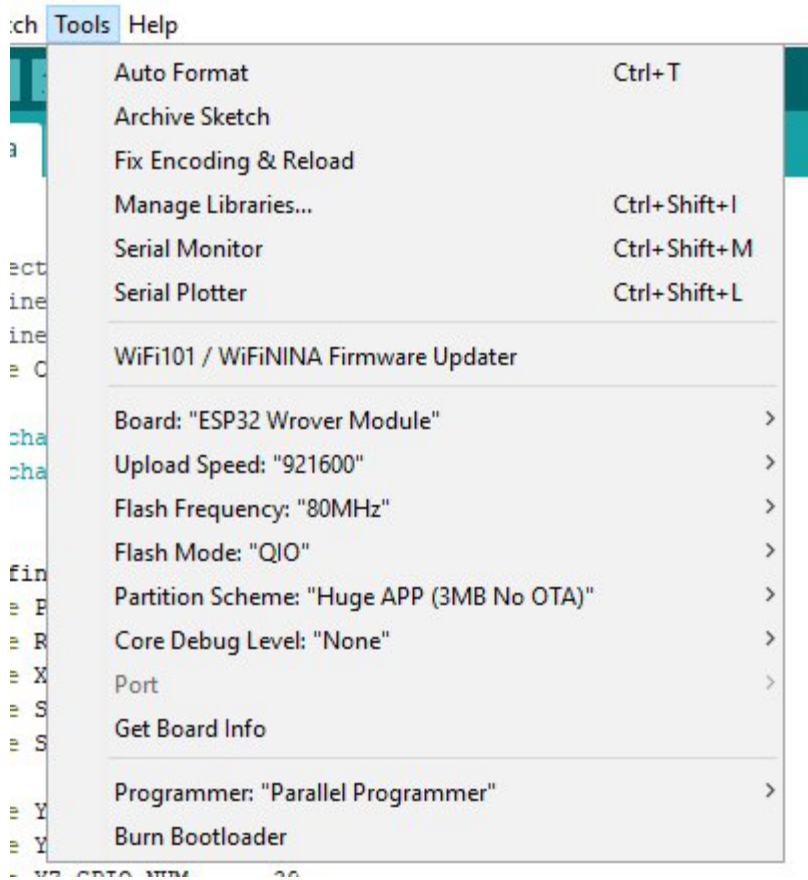 Tools Help
Auto Format Ctrl+T
Archive Sketch
Fix Encoding & Reload
Manage Libraries... Ctrl+Shift+I
Serial Monitor Ctrl+Shift+M
Serial Plotter Ctrl+Shift+L
WiFi101 / WiFiNINA Firmware Updater
Board: "ESP32 Wrover Module"
Upload Speed: "921600"
Flash Frequency: "80MHz"
Flash Mode: "QIO"
Partition Scheme: "Huge APP (3MB No OTA)"
Core Debug Level: "None"
Port
Get Board Info
Programmer: "Parallel Programmer"
Burn Bootloader